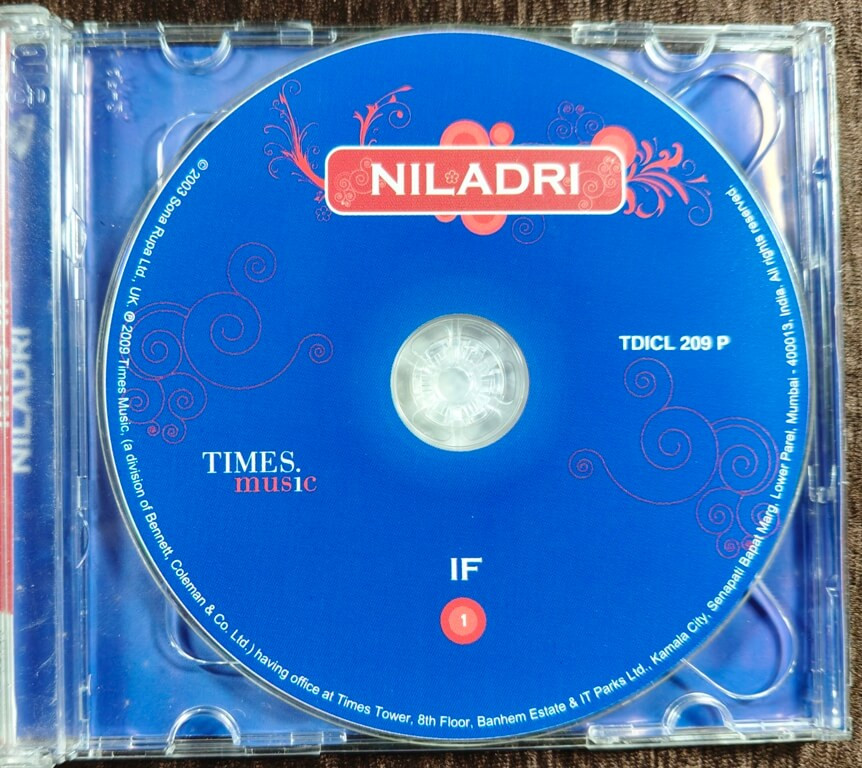 NILADRI
TDICL 209 P
TIMES.
music
IF
1
© 2003 Sona Rupa Ltd., UK. ℗ 2009 Times Music, (a division of Bennett, Coleman & Co. Ltd.) having office at Times Tower, 8th Floor, Banhem Estate & IT Parks Ltd., Kamala City, Senapati Bapat Marg, Lower Parel, Mumbai - 400013, India. All rights reserved.
NILADRI